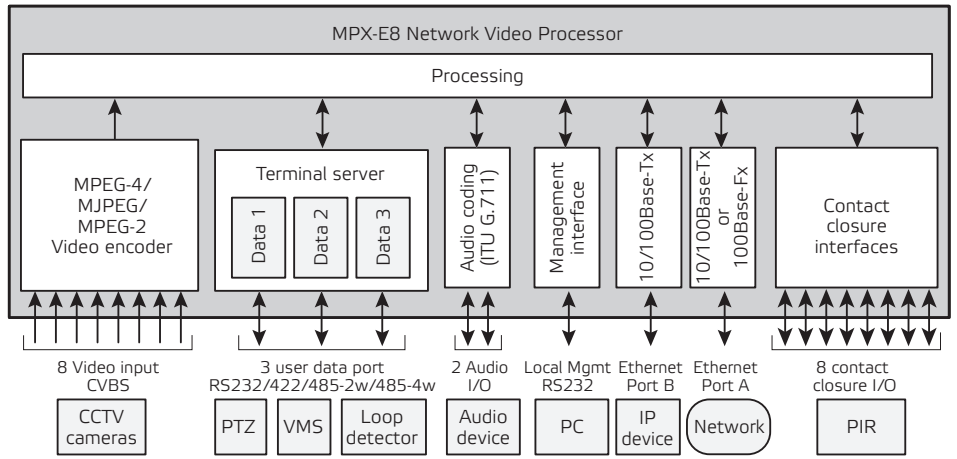 MPX-E8 Network Video Processor
Processing
MPEG-4/
MJPEG/
MPEG-2
Video encoder
Terminal server
Data 1
Data 2
Data 3
Audio coding
(ITU G.711)
Management
interface
10/100Base-Tx
10/100Base-Tx
or
100Base-Fx
Contact
closure
interfaces
8 Video input
CVBS
3 user data port
RS232/422/485-2w/485-4w
2 Audio
I/O
Local Mgmt
RS232
Ethernet
Port B
Ethernet
Port A
8 contact
closure I/O
CCTV
cameras
PTZ
VMS
Loop
detector
Audio
device
PC
IP
device
Network
PIR